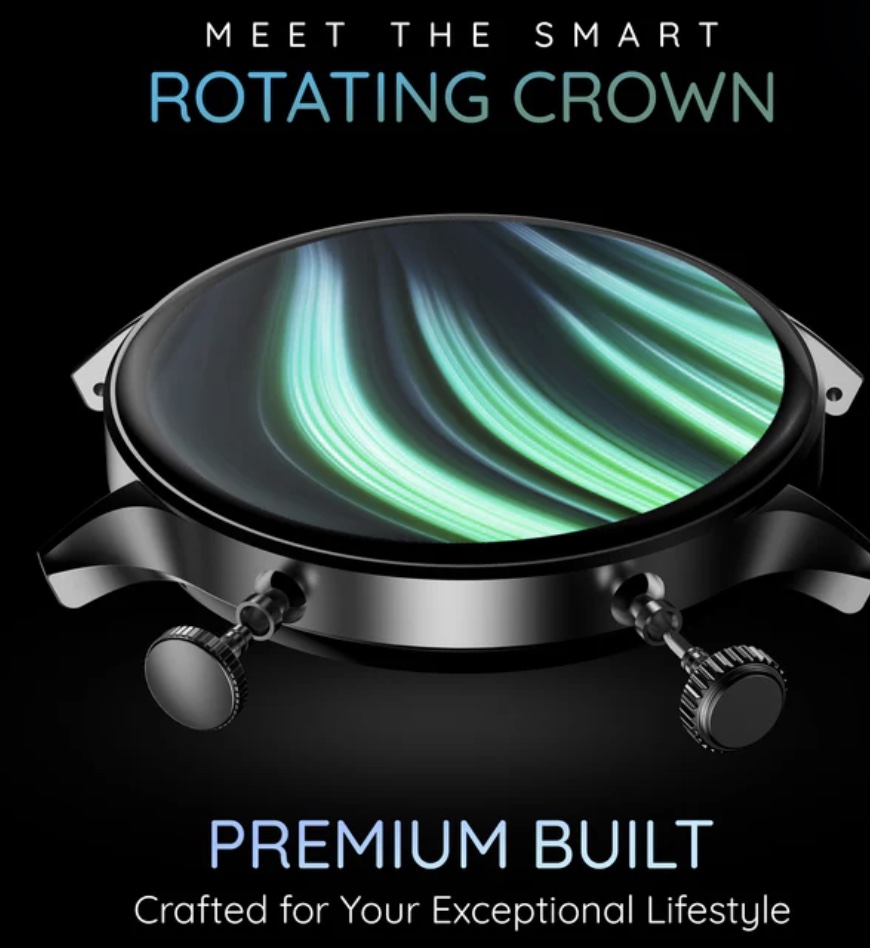 MEET THE SMART
ROTATING CROWN
PREMIUM BUILT
Crafted for Your Exceptional Lifestyle